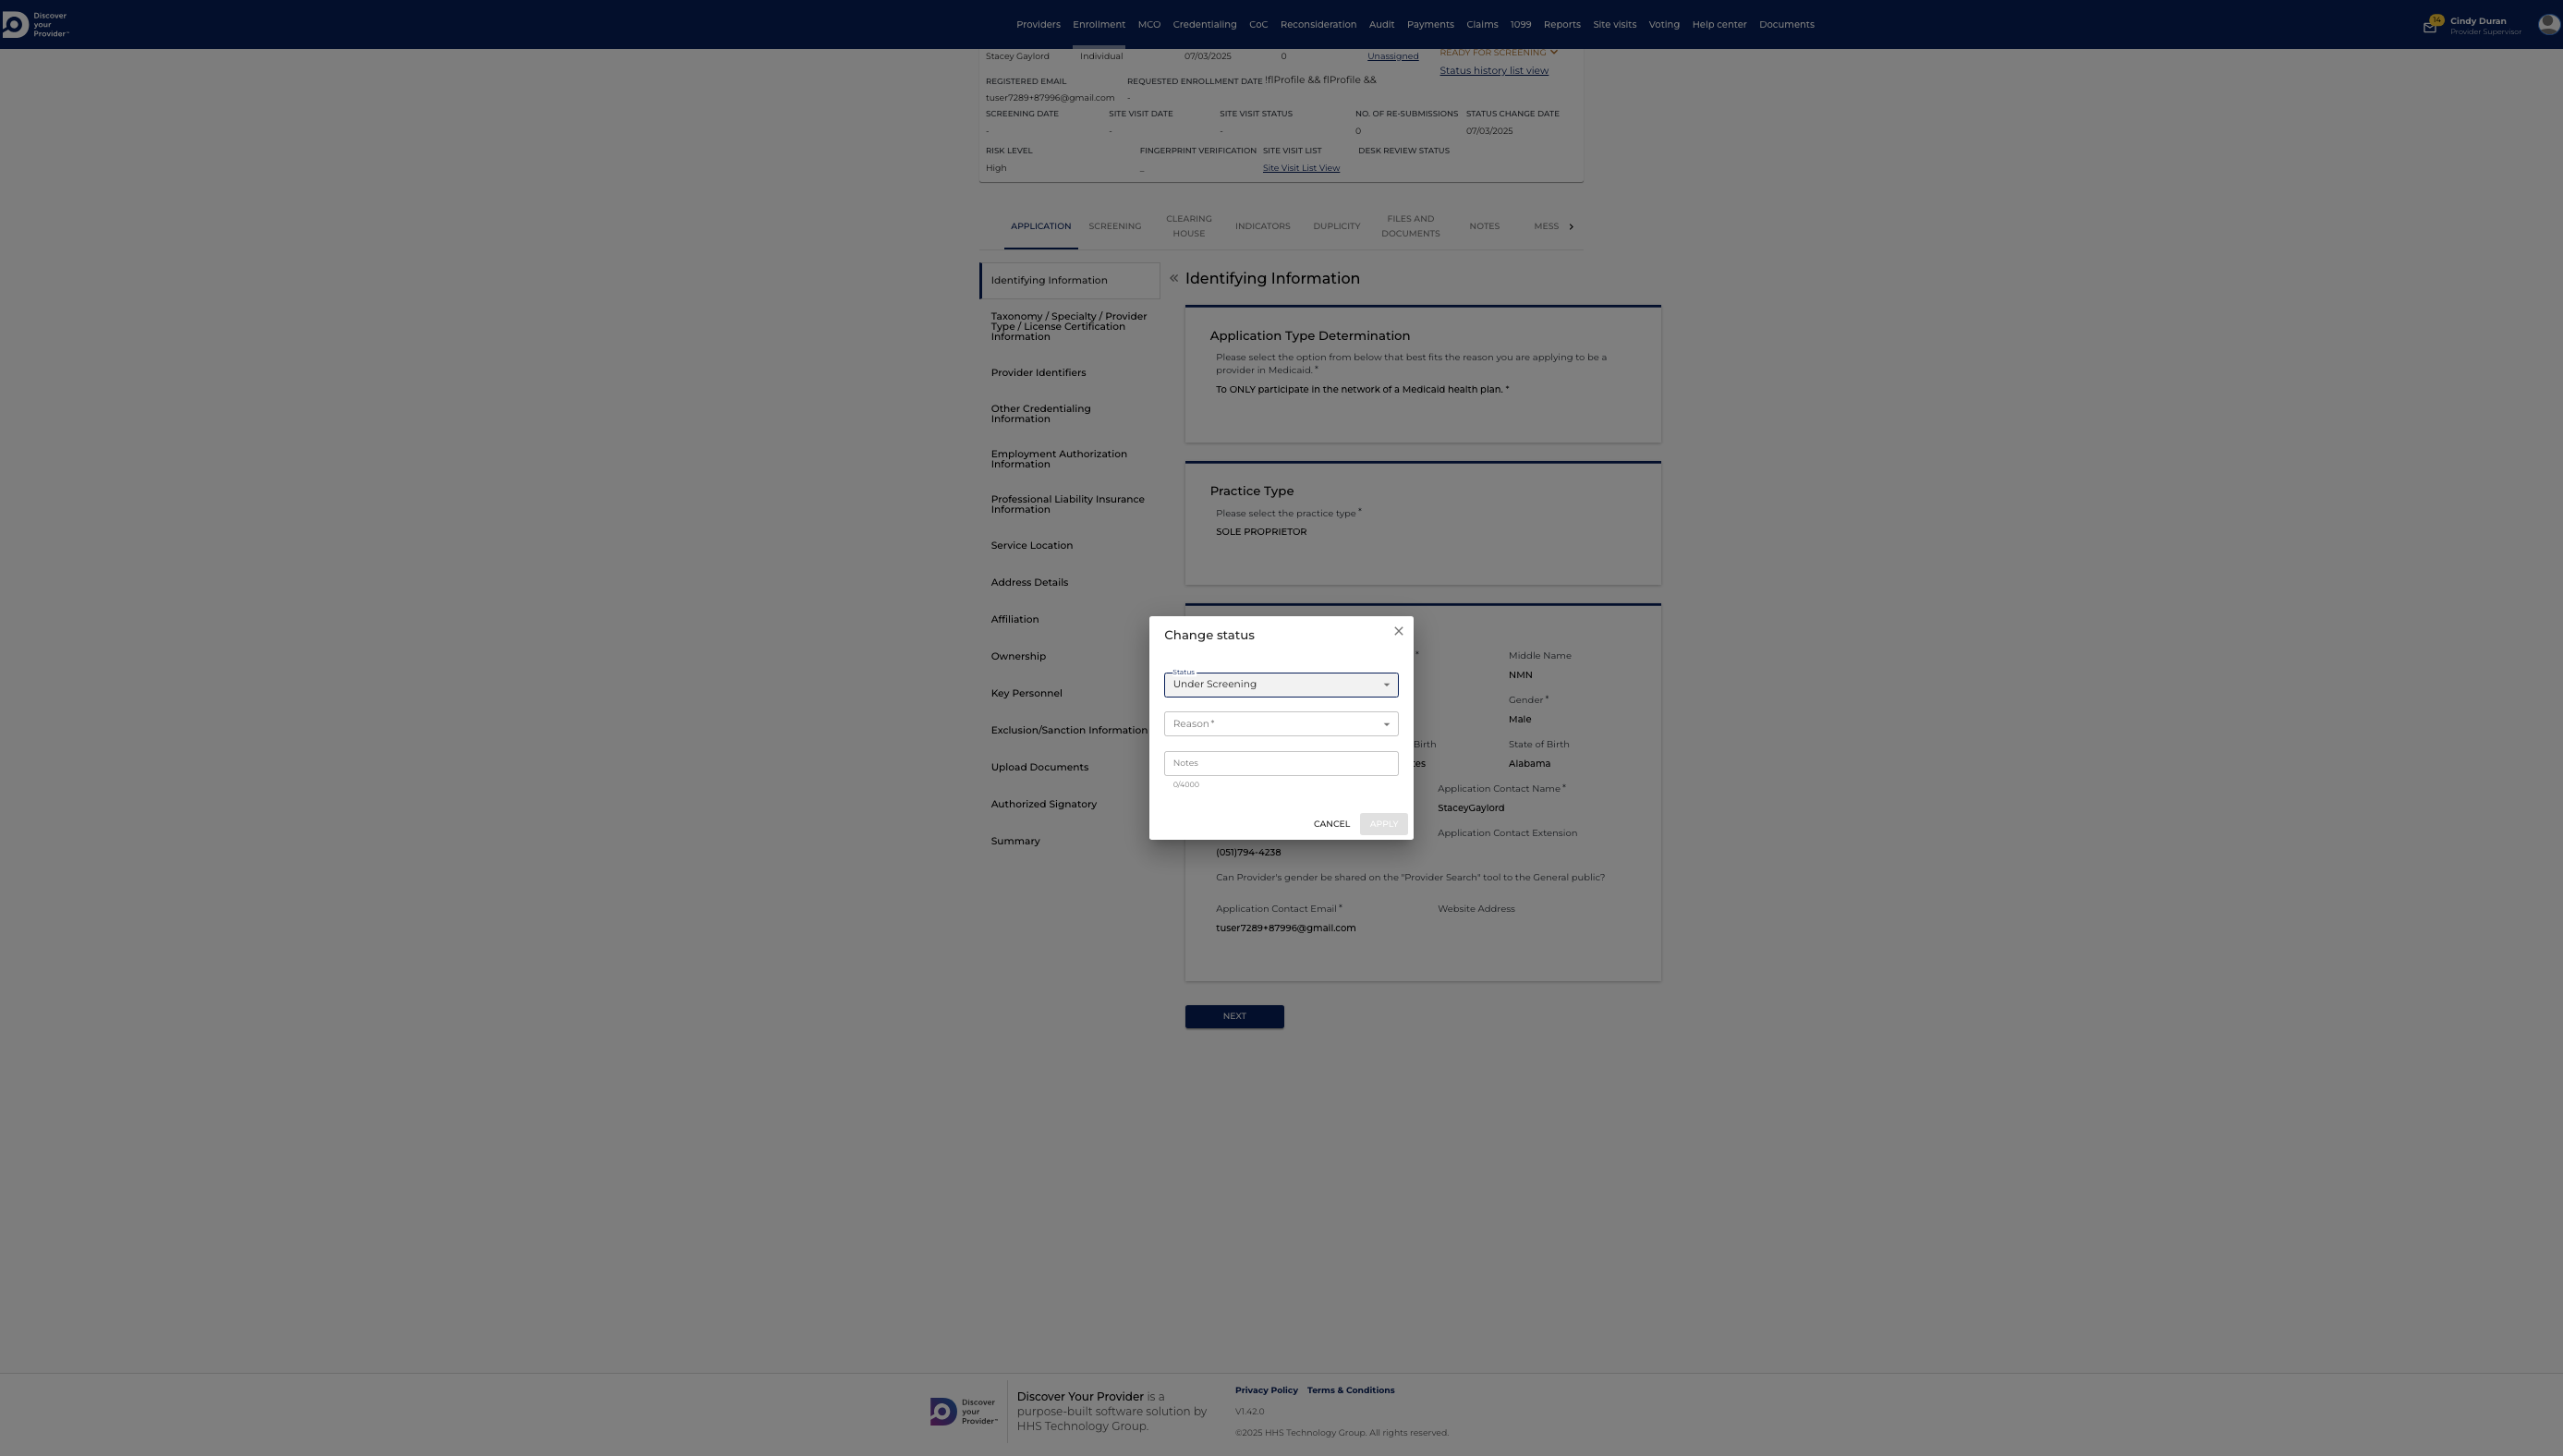 Discover
your
Provider™
Providers Enrollment MCO Credentialing CoC Reconsideration Audit Payments Claims 1099 Reports Site visits Voting Help center Documents
14
Cindy Duran
Provider Supervisor
Stacey Gaylord Individual 07/03/2025 0 Unassigned
READY FOR SCREENING
Status history list view
REGISTERED EMAIL REQUESTED ENROLLMENT DATE !flProfile && flProfile &&
tuser7289+87996@gmail.com -
SCREENING DATE SITE VISIT DATE SITE VISIT STATUS NO. OF RE-SUBMISSIONS STATUS CHANGE DATE
- - - 0 07/03/2025
RISK LEVEL FINGERPRINT VERIFICATION SITE VISIT LIST DESK REVIEW STATUS
High _ Site Visit List View
APPLICATION SCREENING CLEARING HOUSE INDICATORS DUPLICITY FILES AND DOCUMENTS NOTES MESS
Identifying Information
Taxonomy / Specialty / Provider
Type / License Certification
Information
Provider Identifiers
Other Credentialing
Information
Employment Authorization
Information
Professional Liability Insurance
Information
Service Location
Address Details
Affiliation
Ownership
Key Personnel
Exclusion/Sanction Information
Upload Documents
Authorized Signatory
Summary
« Identifying Information
Application Type Determination
Please select the option from below that best fits the reason you are applying to be a
provider in Medicaid. *
To ONLY participate in the network of a Medicaid health plan. *
Practice Type
Please select the practice type *
SOLE PROPRIETOR
* Middle Name
NMN
Gender *
Male
Birth State of Birth
tes Alabama
Application Contact Name *
StaceyGaylord
Application Contact Extension
(051)794-4238
Can Provider's gender be shared on the "Provider Search" tool to the General public?
Application Contact Email * Website Address
tuser7289+87996@gmail.com
NEXT
Change status
Status
Under Screening
Reason *
Notes
0/4000
CANCEL APPLY
Discover
your
Provider™
Discover Your Provider is a
purpose-built software solution by
HHS Technology Group.
Privacy Policy Terms & Conditions
V1.42.0
©2025 HHS Technology Group. All rights reserved.